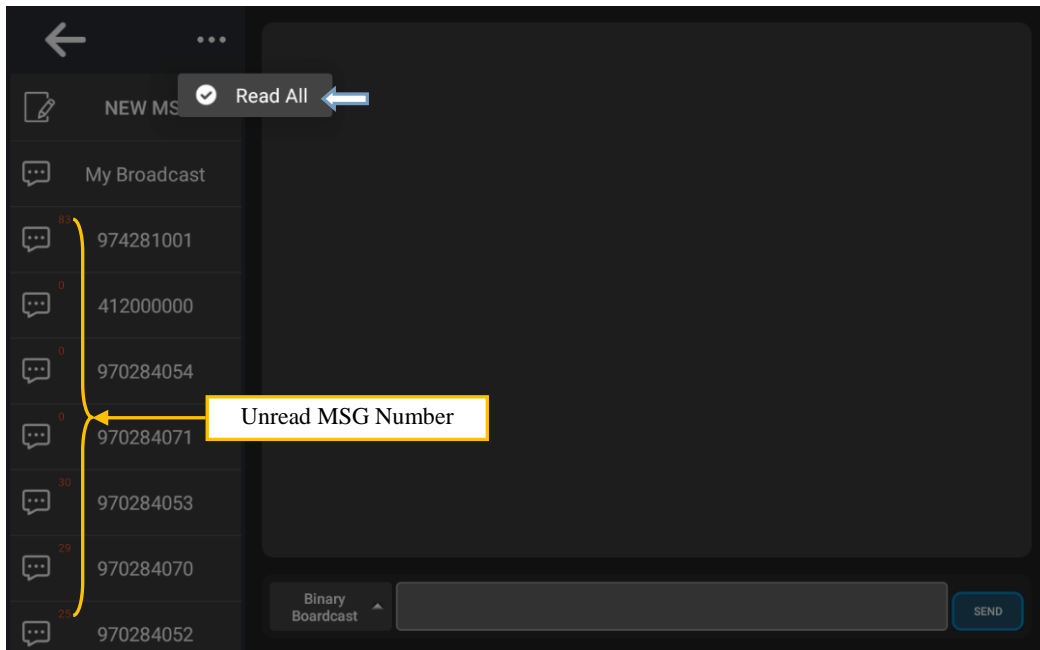 Read All
NEW MS
My Broadcast
83
974281001
0
412000000
0
970284054
0
970284071
Unread MSG Number
30
970284053
29
970284070
25
970284052
Binary
Boardcast
SEND